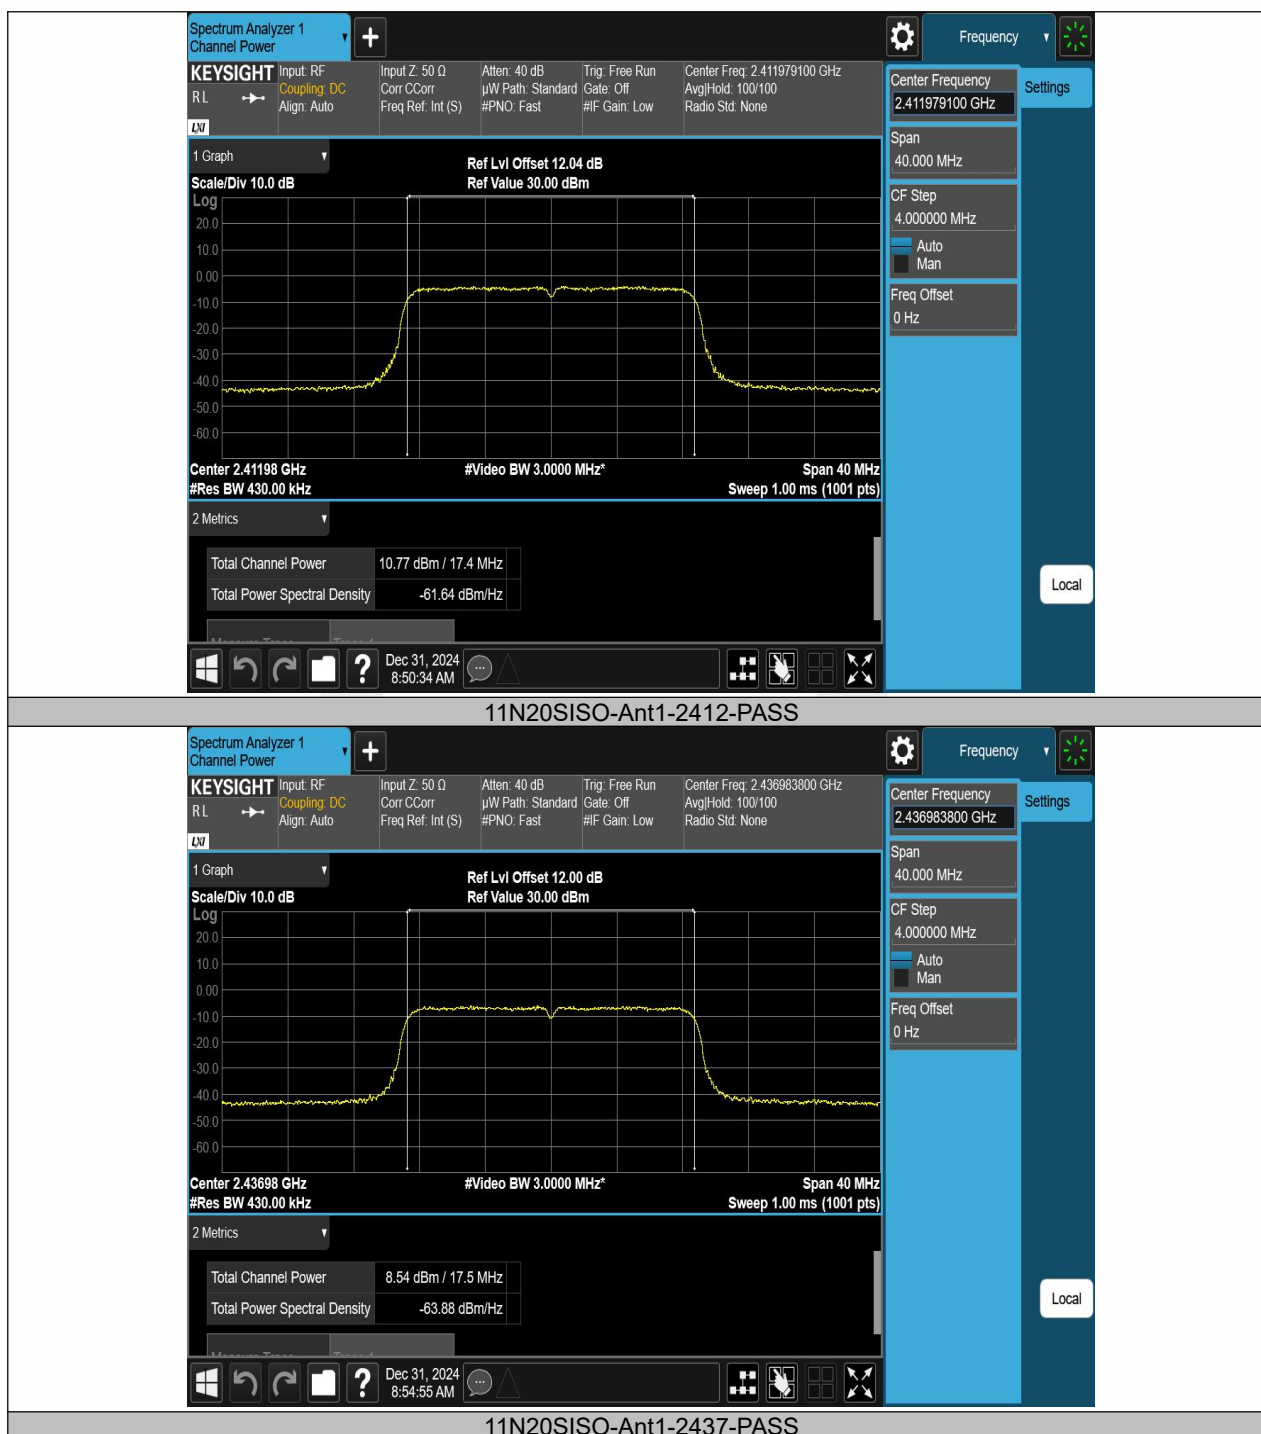 Spectrum Analyzer 1
Channel Power
+
Frequency
KEYSIGHT
RL
LXI
Input: RF
Coupling: DC
Align: Auto
Input Z: 50 Ω
Corr CCorr
Freq Ref: Int (S)
Atten: 40 dB
µW Path: Standard
#PNO: Fast
Trig: Free Run
Gate: Off
#IF Gain: Low
Center Freq: 2.411979100 GHz
Avg|Hold: 100/100
Radio Std: None
Center Frequency
2.411979100 GHz
Settings
Span
40.000 MHz
CF Step
4.000000 MHz
Auto
Man
Freq Offset
0 Hz
1 Graph
Scale/Div 10.0 dB
Ref Lvl Offset 12.04 dB
Ref Value 30.00 dBm
Log
20.0
10.0
0.00
-10.0
-20.0
-30.0
-40.0
-50.0
-60.0
Center 2.41198 GHz
#Res BW 430.00 kHz
#Video BW 3.0000 MHz*
Span 40 MHz
Sweep 1.00 ms (1001 pts)
2 Metrics
Total Channel Power 10.77 dBm / 17.4 MHz
Total Power Spectral Density -61.64 dBm/Hz
Local
?
Dec 31, 2024
8:50:34 AM
11N20SISO-Ant1-2412-PASS
Spectrum Analyzer 1
Channel Power
+
Frequency
KEYSIGHT
RL
LXI
Input: RF
Coupling: DC
Align: Auto
Input Z: 50 Ω
Corr CCorr
Freq Ref: Int (S)
Atten: 40 dB
µW Path: Standard
#PNO: Fast
Trig: Free Run
Gate: Off
#IF Gain: Low
Center Freq: 2.436983800 GHz
Avg|Hold: 100/100
Radio Std: None
Center Frequency
2.436983800 GHz
Settings
Span
40.000 MHz
CF Step
4.000000 MHz
Auto
Man
Freq Offset
0 Hz
1 Graph
Scale/Div 10.0 dB
Ref Lvl Offset 12.00 dB
Ref Value 30.00 dBm
Log
20.0
10.0
0.00
-10.0
-20.0
-30.0
-40.0
-50.0
-60.0
Center 2.43698 GHz
#Res BW 430.00 kHz
#Video BW 3.0000 MHz*
Span 40 MHz
Sweep 1.00 ms (1001 pts)
2 Metrics
Total Channel Power 8.54 dBm / 17.5 MHz
Total Power Spectral Density -63.88 dBm/Hz
Local
?
Dec 31, 2024
8:54:55 AM
11N20SISO-Ant1-2437-PASS